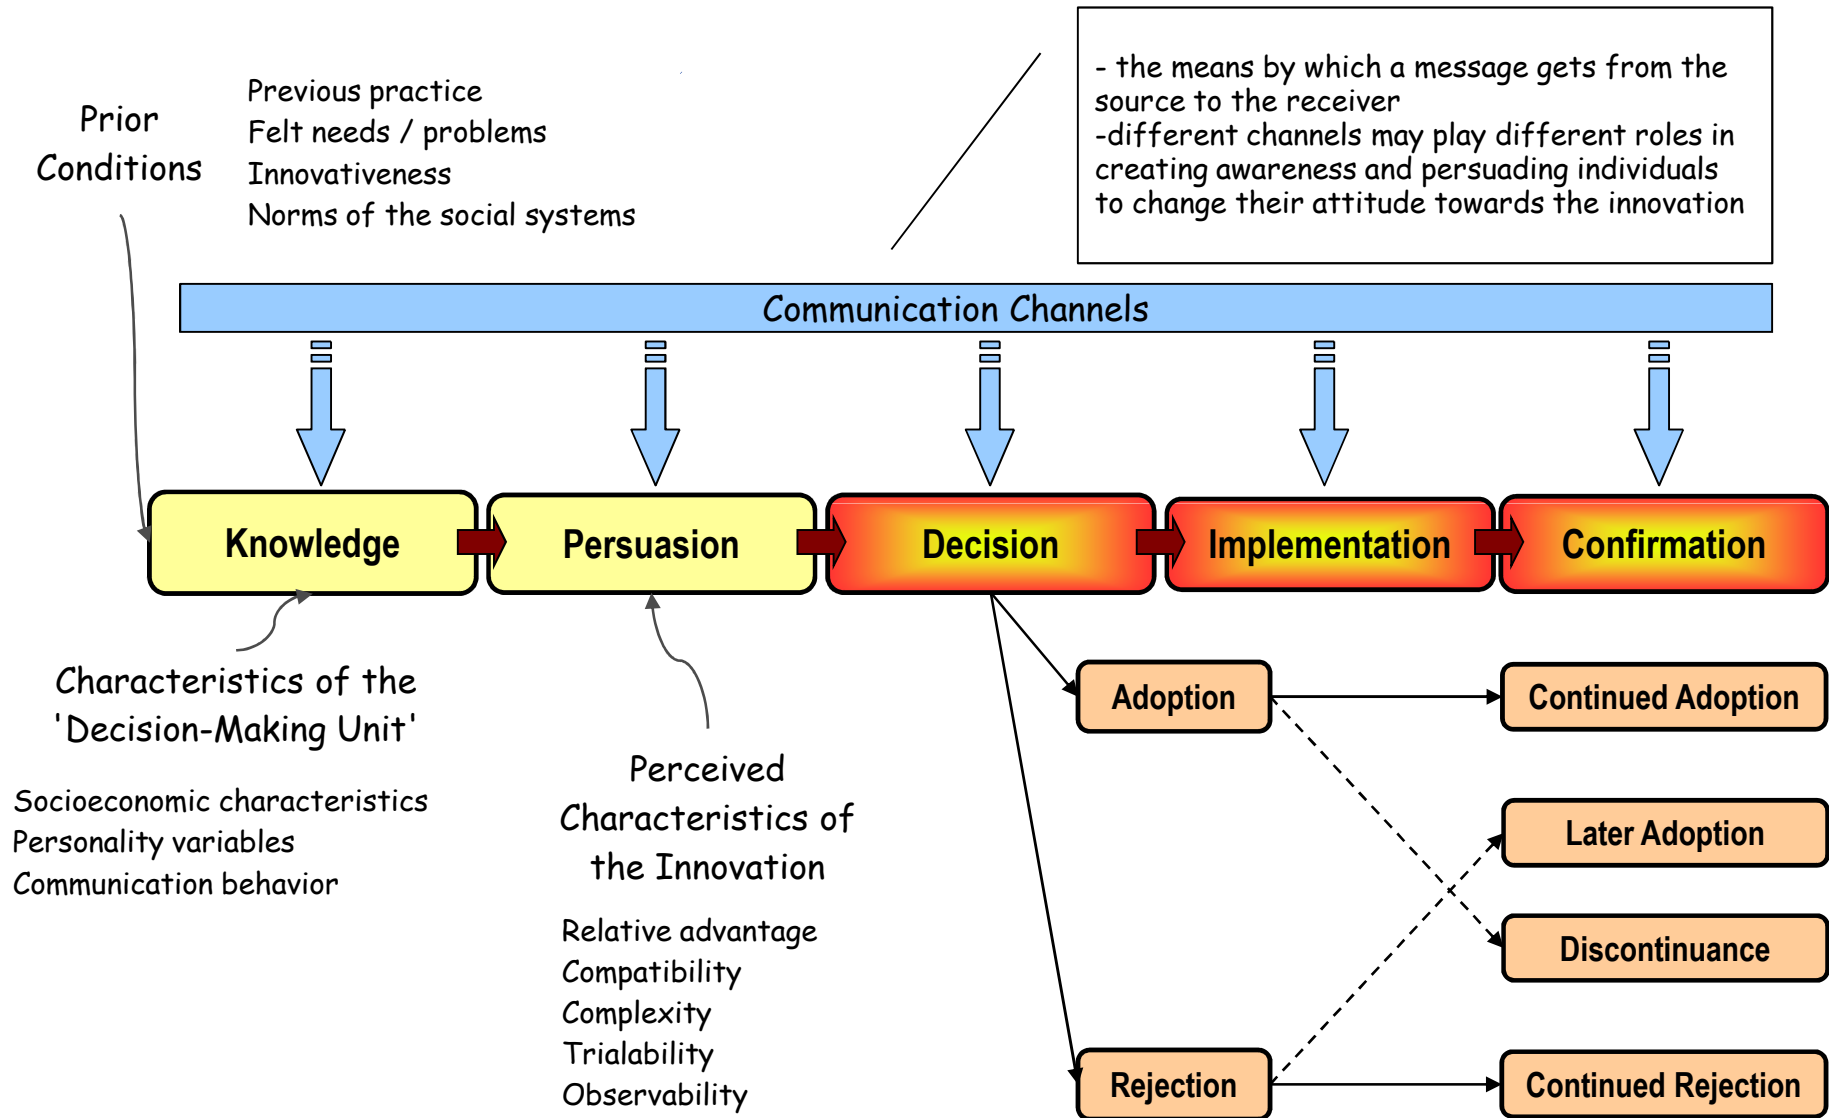 Prior
Conditions
Previous practice
Felt needs / problems
Innovativeness
Norms of the social systems
- the means by which a message gets from the
source to the receiver
-different channels may play different roles in
creating awareness and persuading individuals
to change their attitude towards the innovation
Communication Channels
Knowledge
Persuasion
Decision
Implementation
Confirmation
Characteristics of the
'Decision-Making Unit'
Socioeconomic characteristics
Personality variables
Communication behavior
Perceived
Characteristics of
the Innovation
Relative advantage
Compatibility
Complexity
Trialability
Observability
Adoption
Rejection
Continued Adoption
Later Adoption
Discontinuance
Continued Rejection